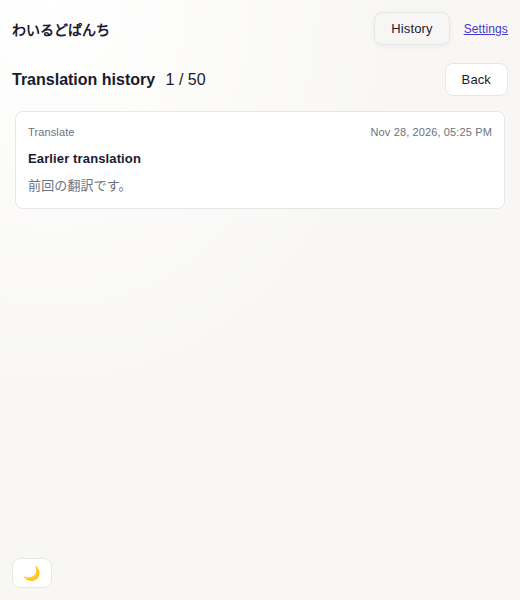 わいるどぱんち
History
Settings
Translation history 1 / 50
Back
Translate
Nov 28, 2026, 05:25 PM
Earlier translation
前回の翻訳です。